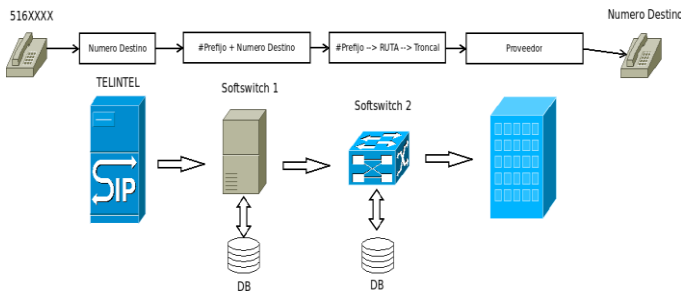 516XXXX
Numero Destino
Numero Destino
#Prefijo + Numero Destino
#Prefijo --> RUTA --> Troncal
Proveedor
TELINTEL
Softswitch 1
Softswitch 2
SIP
DB
DB